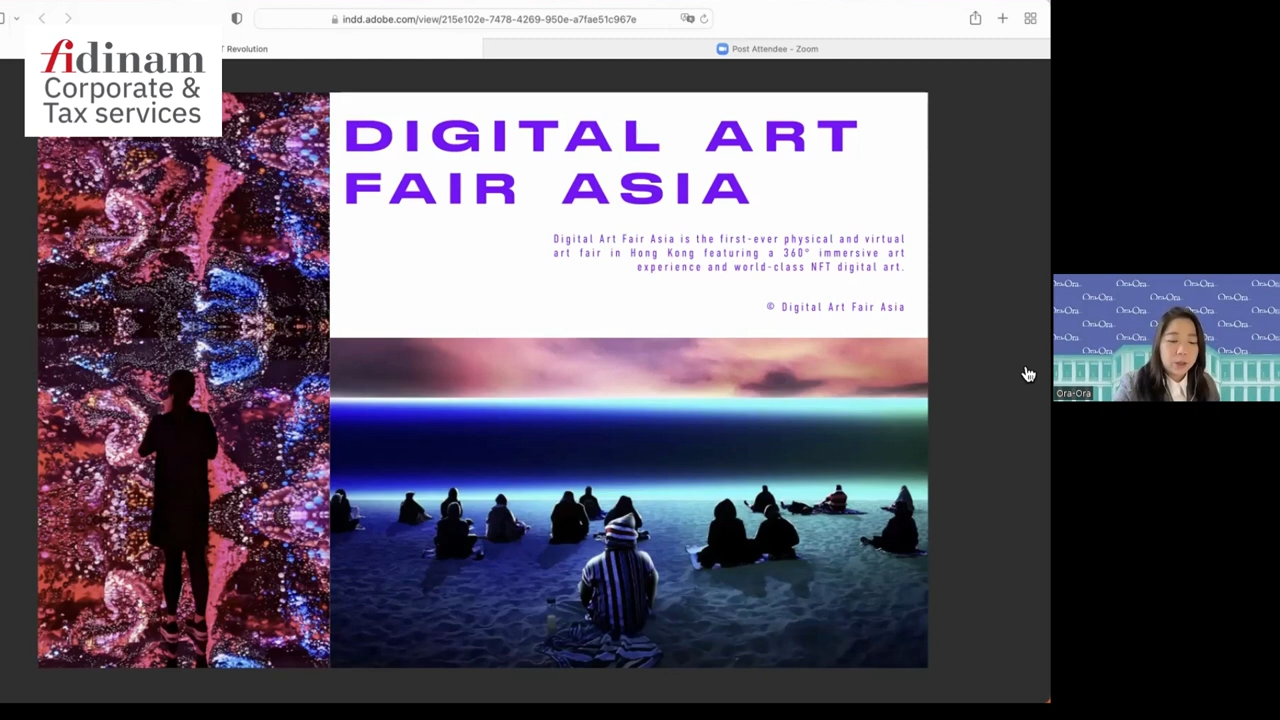 indd.adobe.com/view/215e102e-7478-4269-950e-a7fae51c967e
T Revolution
Post Attendee - Zoom
fidinam
Corporate &
Tax services
DIGITAL ART
FAIR ASIA
Digital Art Fair Asia is the first-ever physical and virtual
art fair in Hong Kong featuring a 360° immersive art
experience and world-class NFT digital art.
© Digital Art Fair Asia
Ora-Ora